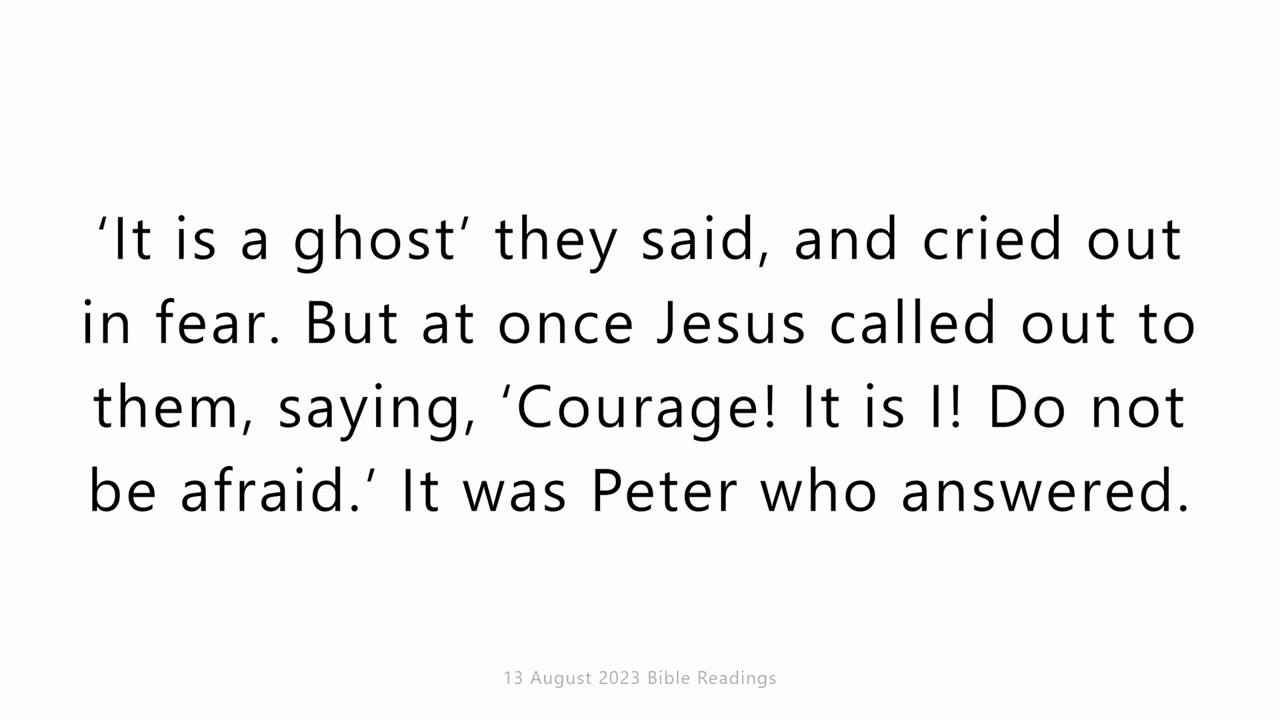 ‘It is a ghost’ they said, and cried out
in fear. But at once Jesus called out to
them, saying, ‘Courage! It is I! Do not
be afraid.’ It was Peter who answered.
13 August 2023 Bible Readings